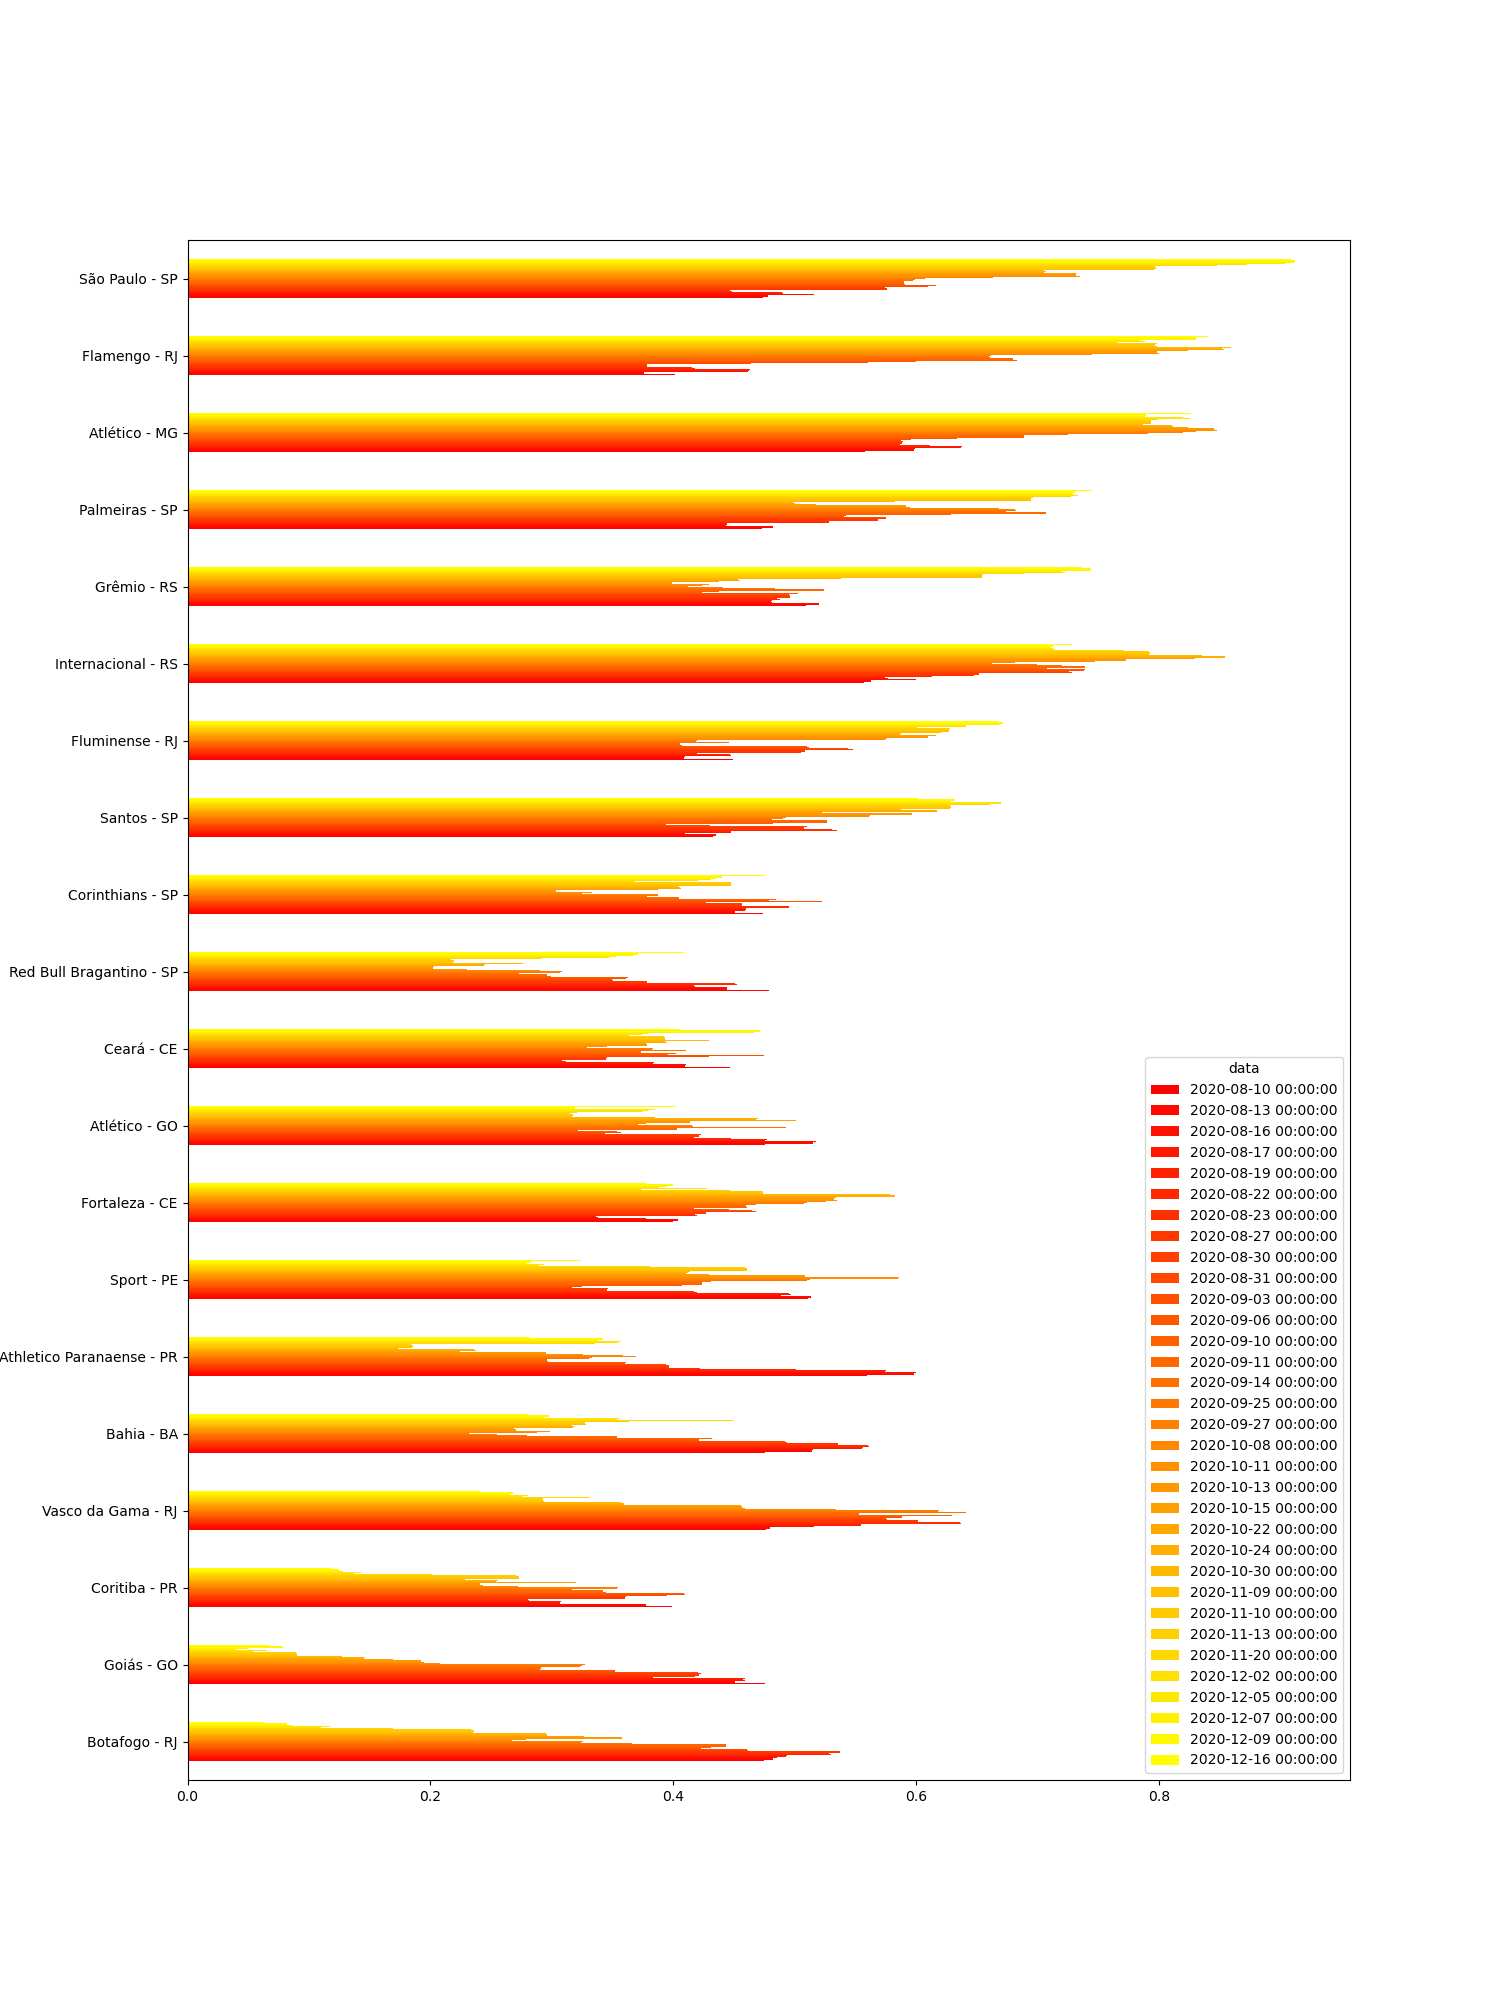 São Paulo - SP
Flamengo - RJ
Atlético - MG
Palmeiras - SP
Grêmio - RS
Internacional - RS
Fluminense - RJ
Santos - SP
Corinthians - SP
Red Bull Bragantino - SP
Ceará - CE
Atlético - GO
Fortaleza - CE
Sport - PE
Athletico Paranaense - PR
Bahia - BA
Vasco da Gama - RJ
Coritiba - PR
Goiás - GO
Botafogo - RJ
data
2020-08-10 00:00:00
2020-08-13 00:00:00
2020-08-16 00:00:00
2020-08-17 00:00:00
2020-08-19 00:00:00
2020-08-22 00:00:00
2020-08-23 00:00:00
2020-08-27 00:00:00
2020-08-30 00:00:00
2020-08-31 00:00:00
2020-09-03 00:00:00
2020-09-06 00:00:00
2020-09-10 00:00:00
2020-09-11 00:00:00
2020-09-14 00:00:00
2020-09-25 00:00:00
2020-09-27 00:00:00
2020-10-08 00:00:00
2020-10-11 00:00:00
2020-10-13 00:00:00
2020-10-15 00:00:00
2020-10-22 00:00:00
2020-10-24 00:00:00
2020-10-30 00:00:00
2020-11-09 00:00:00
2020-11-10 00:00:00
2020-11-13 00:00:00
2020-11-20 00:00:00
2020-12-02 00:00:00
2020-12-05 00:00:00
2020-12-07 00:00:00
2020-12-09 00:00:00
2020-12-16 00:00:00
0.0 0.2 0.4 0.6 0.8